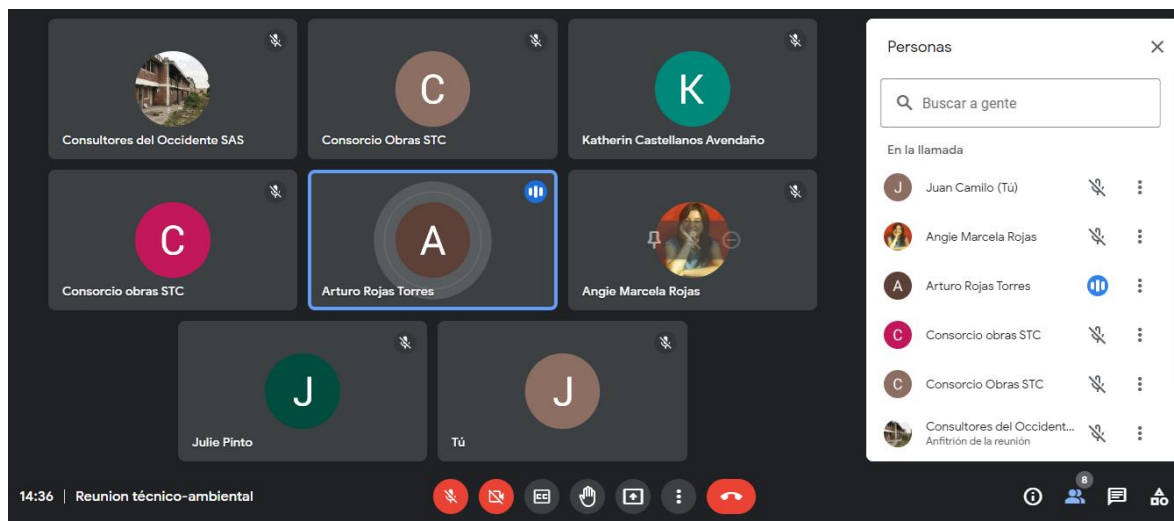 Consultores del Occidente SAS
C
Consorcio Obras STC
K
Katherin Castellanos Avendaño
C
Consorcio obras STC
A
Arturo Rojas Torres
Angie Marcela Rojas
J
Julie Pinto
J
Tú
Personas
Buscar a gente
En la llamada
J Juan Camilo (Tú)
Angie Marcela Rojas
A Arturo Rojas Torres
C Consorcio obras STC
C Consorcio Obras STC
Consultores del Occident...
Anfitrión de la reunión
14:36 | Reunion técnico-ambiental
CC
8